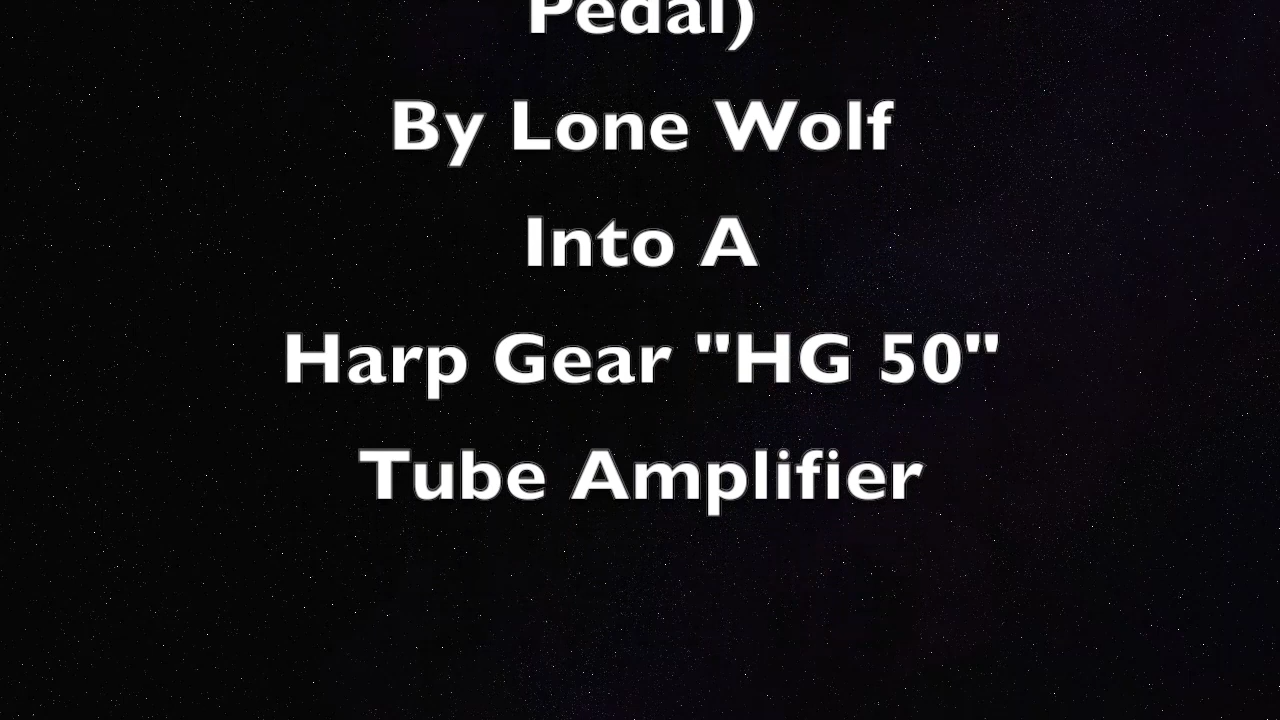 Pedal)
By Lone Wolf
Into A
Harp Gear "HG 50"
Tube Amplifier